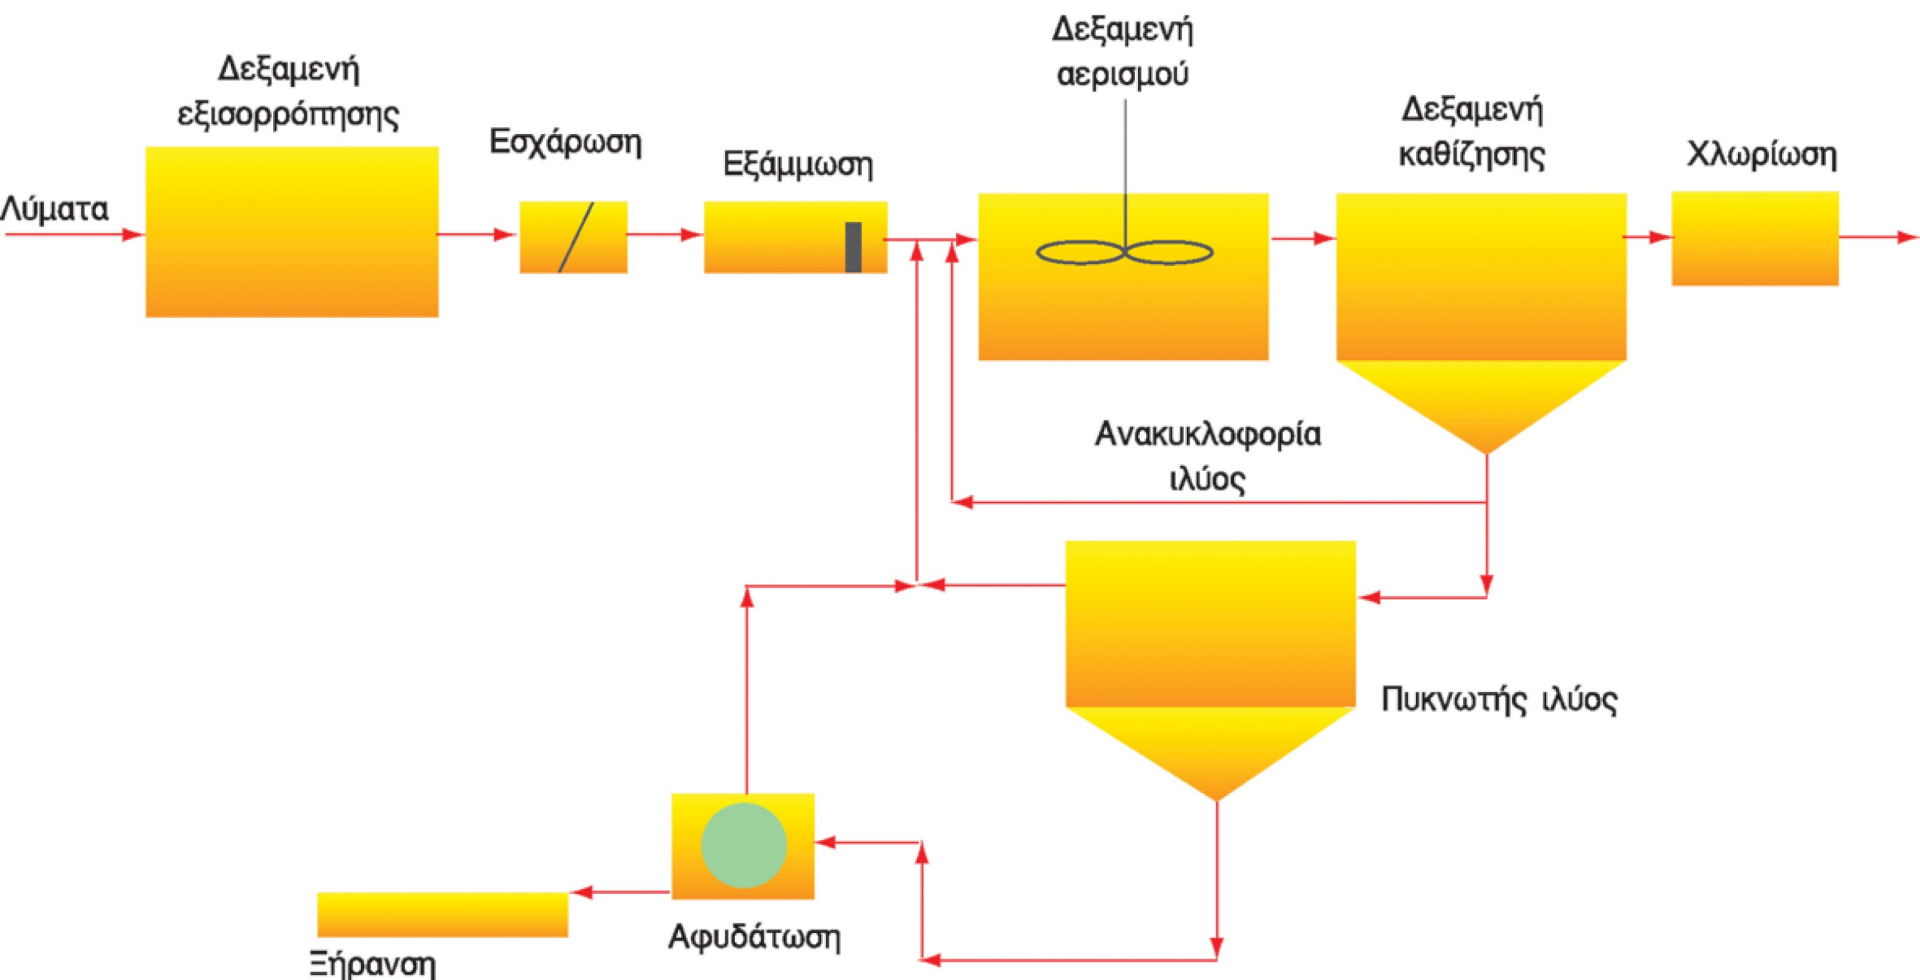 Λύματα
Δεξαμενή
εξισορρόπησης
Εσχάρωση
Εξάμμωση
Δεξαμενή
αερισμού
Δεξαμενή
καθίζησης
Χλωρίωση
Ανακυκλοφορία
ιλύος
Πυκνωτής ιλύος
Αφυδάτωση
Ξήρανση